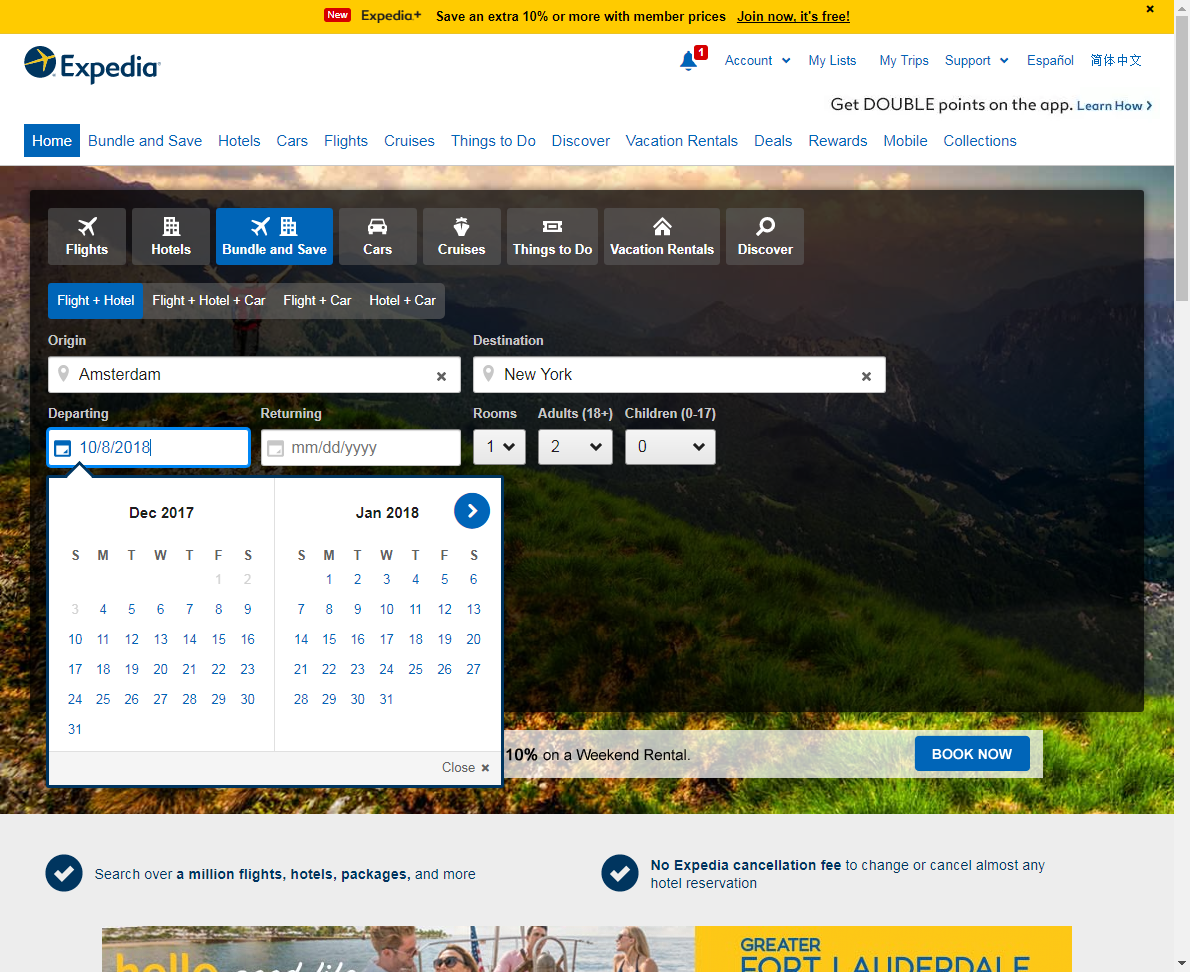 New Expedia+ Save an extra 10% or more with member prices Join now, it's free!
Expedia
1 Account My Lists My Trips Support Español 简体中文
Get DOUBLE points on the app. Learn How
Home Bundle and Save Hotels Cars Flights Cruises Things to Do Discover Vacation Rentals Deals Rewards Mobile Collections
Flights Hotels Bundle and Save Cars Cruises Things to Do Vacation Rentals Discover
Flight + Hotel Flight + Hotel + Car Flight + Car Hotel + Car
Origin Destination
Amsterdam New York
Departing Returning Rooms Adults (18+) Children (0-17)
10/8/2018 mm/dd/yyyy 1 2 0
Dec 2017
S M T W T F S
1 2
3 4 5 6 7 8 9
10 11 12 13 14 15 16
17 18 19 20 21 22 23
24 25 26 27 28 29 30
31
Jan 2018
S M T W T F S
1 2 3 4 5 6
7 8 9 10 11 12 13
14 15 16 17 18 19 20
21 22 23 24 25 26 27
28 29 30 31
Close
10% on a Weekend Rental. BOOK NOW
Search over a million flights, hotels, packages, and more
No Expedia cancellation fee to change or cancel almost any
hotel reservation
hello good life
GREATER
FORT LAUDERDALE